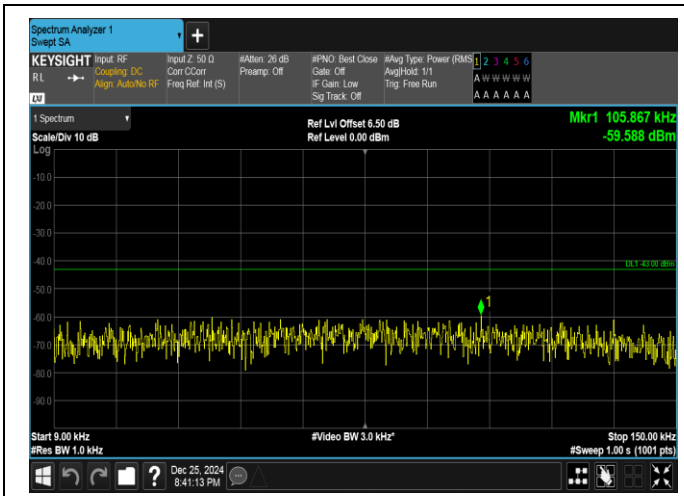 Spectrum Analyzer 1
Swept SA
+
KEYSIGHT
R L
LXI
Input: RF
Coupling: DC
Align: Auto/No RF
Input Z: 50 Ω
Corr CCorr
Freq Ref: Int (S)
#Atten: 26 dB
Preamp: Off
#PNO: Best Close
Gate: Off
IF Gain: Low
Sig Track: Off
#Avg Type: Power (RMS
Avg|Hold: 1/1
Trig: Free Run
1 2 3 4 5 6
A W W W W W
A A A A A A
1 Spectrum
Scale/Div 10 dB
Ref Lvl Offset 6.50 dB
Ref Level 0.00 dBm
Mkr1 105.867 kHz
-59.588 dBm
Log
-10.0
-20.0
-30.0
-40.0
DL1 -43.00 dBm
-50.0
1
-60.0
-70.0
-80.0
-90.0
Start 9.00 kHz
#Video BW 3.0 kHz*
Stop 150.00 kHz
#Res BW 1.0 kHz
#Sweep 1.00 s (1001 pts)
?
Dec 25, 2024
8:41:13 PM